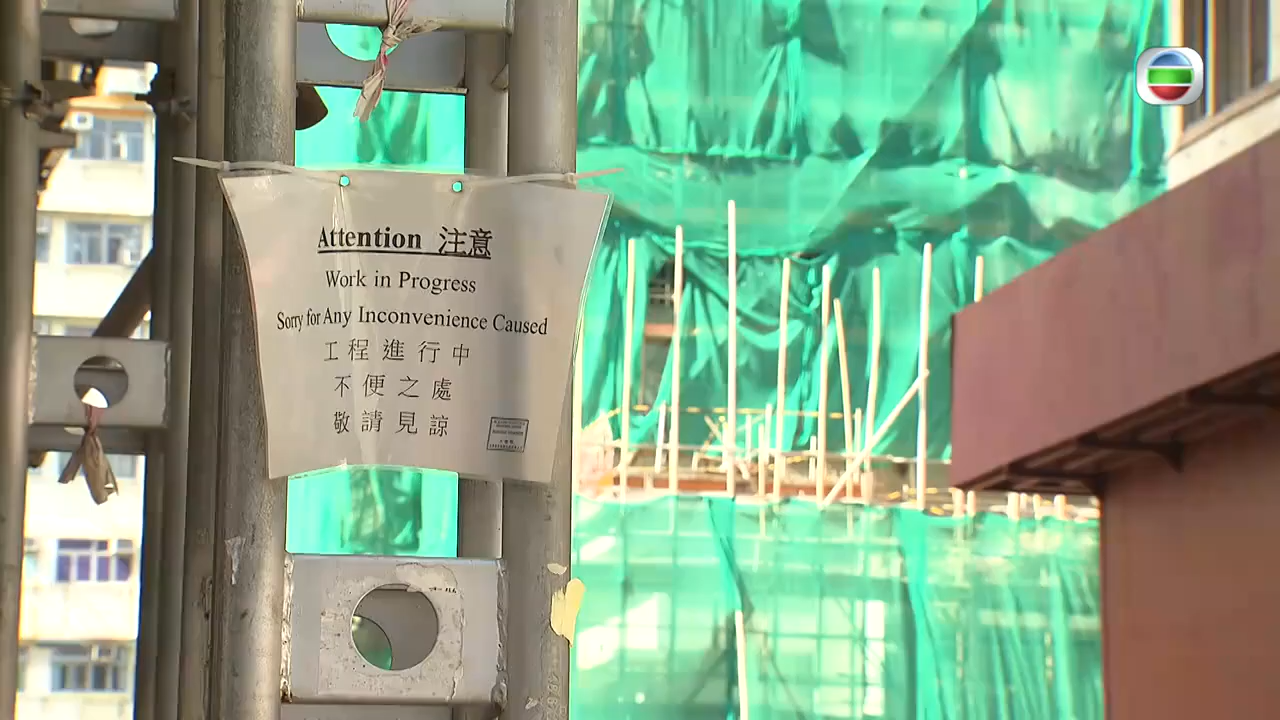 Attention 注意
Work in Progress
Sorry for Any Inconvenience Caused
工程進行中
不便之處
敬請見諒